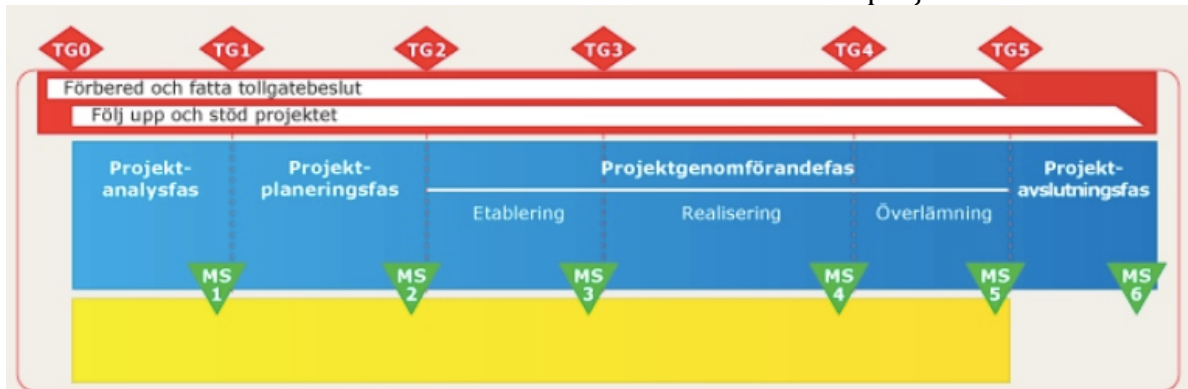 TG0 TG1 TG2 TG3 TG4 TG5
Förbered och fatta tollgatebeslut
Följ upp och stöd projektet
Projekt-
analysfas
Projekt-
planeringsfas
Projektgenomförandefas
Etablering Realisering Överlämning
Projekt-
avslutningsfas
MS
1
MS
2
MS
3
MS
4
MS
5
MS
6